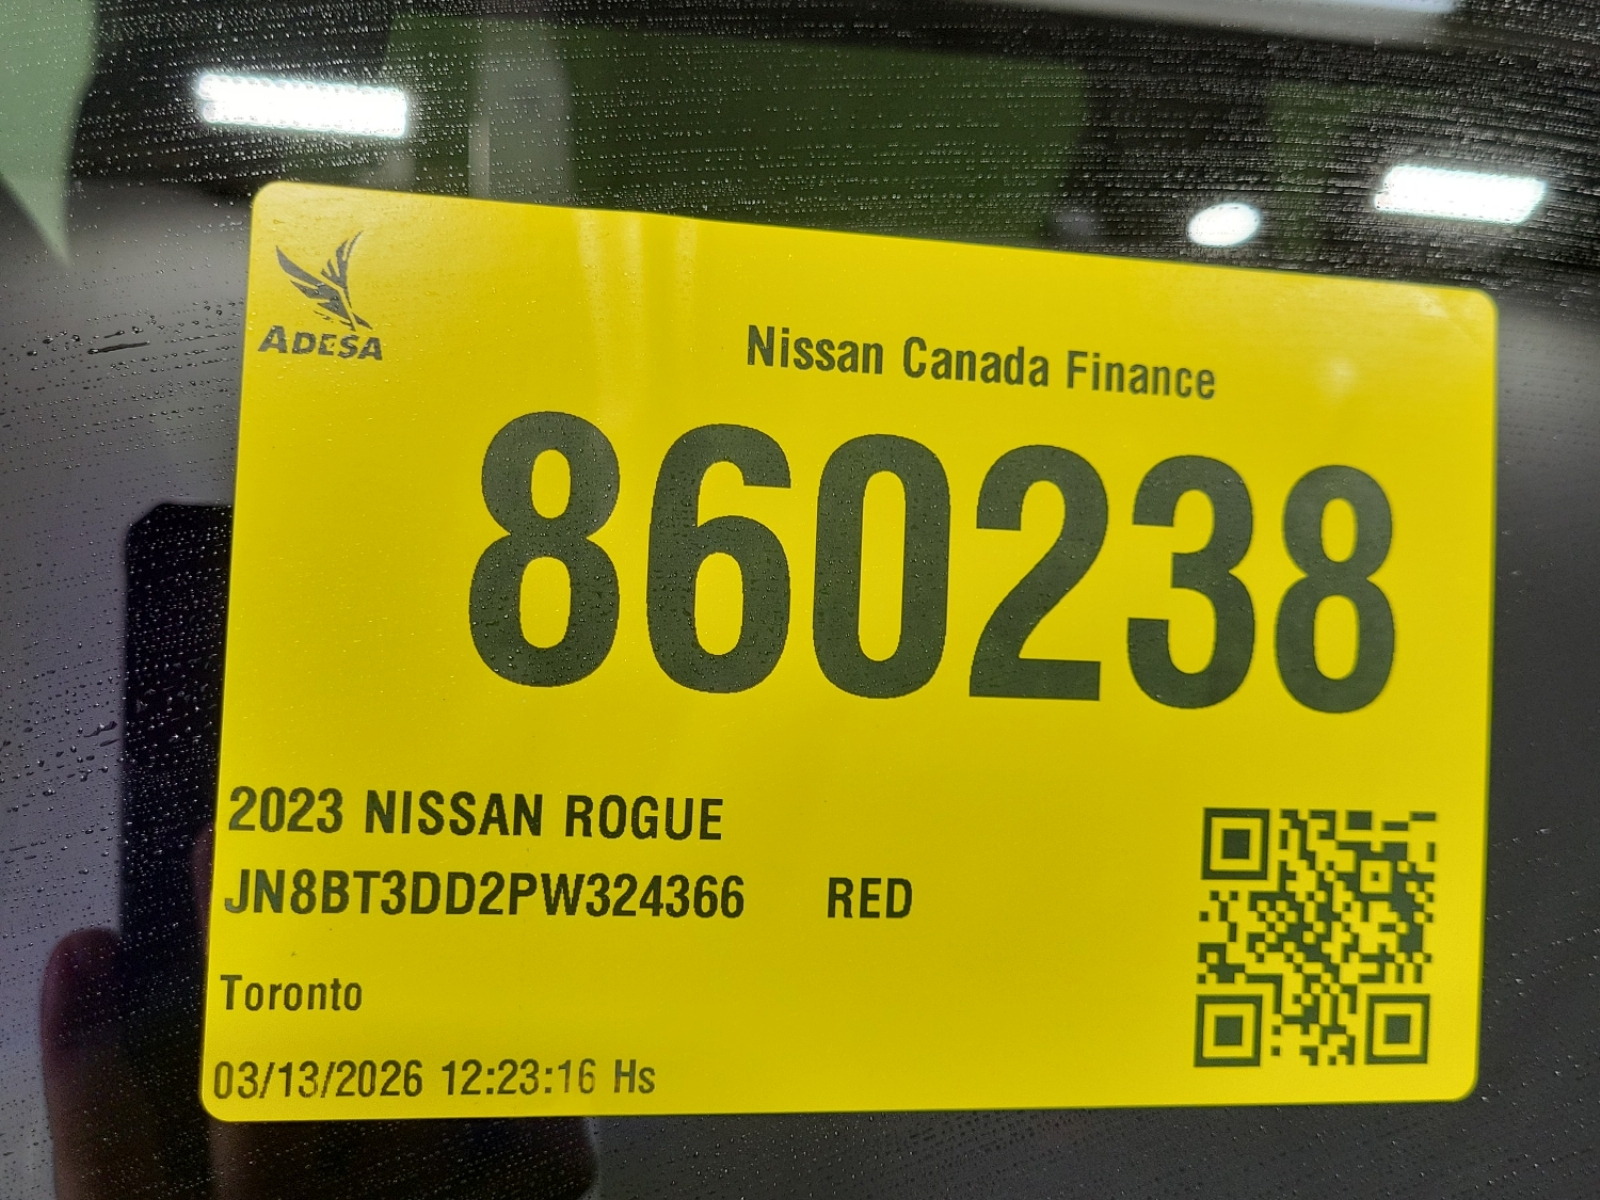 ADESA
Nissan Canada Finance
860238
2023 NISSAN ROGUE
JN8BT3DD2PW324366 RED
Toronto
03/13/2026 12:23:16 Hs